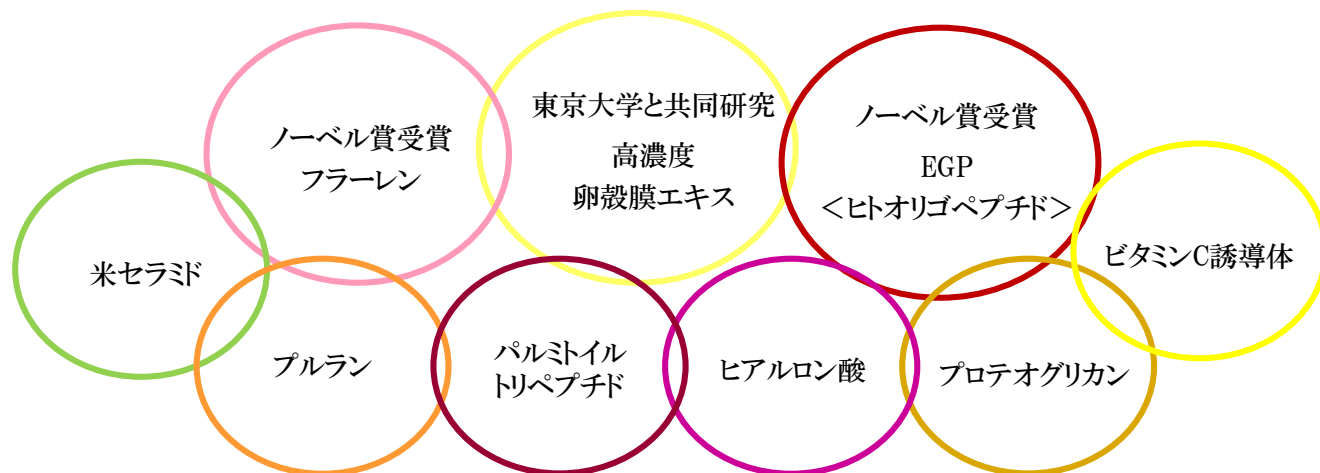 ノーベル賞受賞
フラーレン
東京大学と共同研究
高濃度
卵殻膜エキス
ノーベル賞受賞
EGP
＜ヒトオリゴペプチド＞
米セラミド
ビタミンC誘導体
プルラン
パルミトイル
トリペプチド
ヒアルロン酸
プロテオグリカン